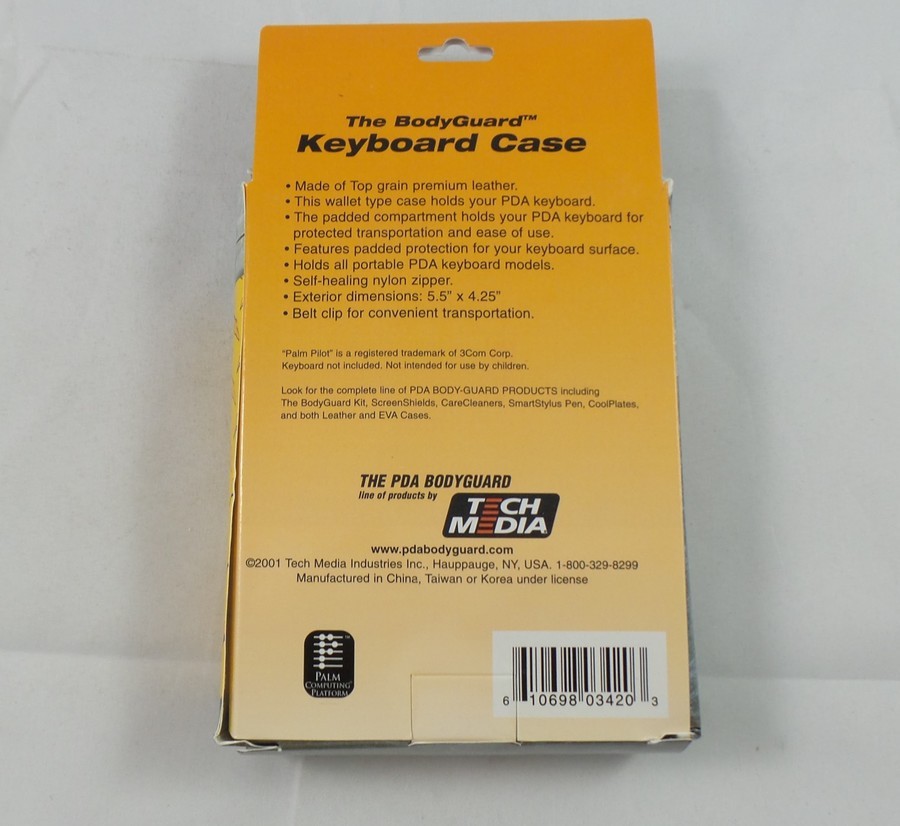 The BodyGuard™
Keyboard Case
• Made of Top grain premium leather.
• This wallet type case holds your PDA keyboard.
• The padded compartment holds your PDA keyboard for
protected transportation and ease of use.
• Features padded protection for your keyboard surface.
• Holds all portable PDA keyboard models.
• Self-healing nylon zipper.
• Exterior dimensions: 5.5" x 4.25"
• Belt clip for convenient transportation.
"Palm Pilot" is a registered trademark of 3Com Corp.
Keyboard not included. Not intended for use by children.
Look for the complete line of PDA BODY-GUARD PRODUCTS including
The BodyGuard Kit, ScreenShields, CareCleaners, SmartStylus Pen, CoolPlates,
and both Leather and EVA Cases.
THE PDA BODYGUARD
line of products by
TECH
MEDIA
www.pdabodyguard.com
©2001 Tech Media Industries Inc., Hauppauge, NY, USA. 1-800-329-8299
Manufactured in China, Taiwan or Korea under license
PALM
COMPUTING
PLATFORM
6 10698 03420 3